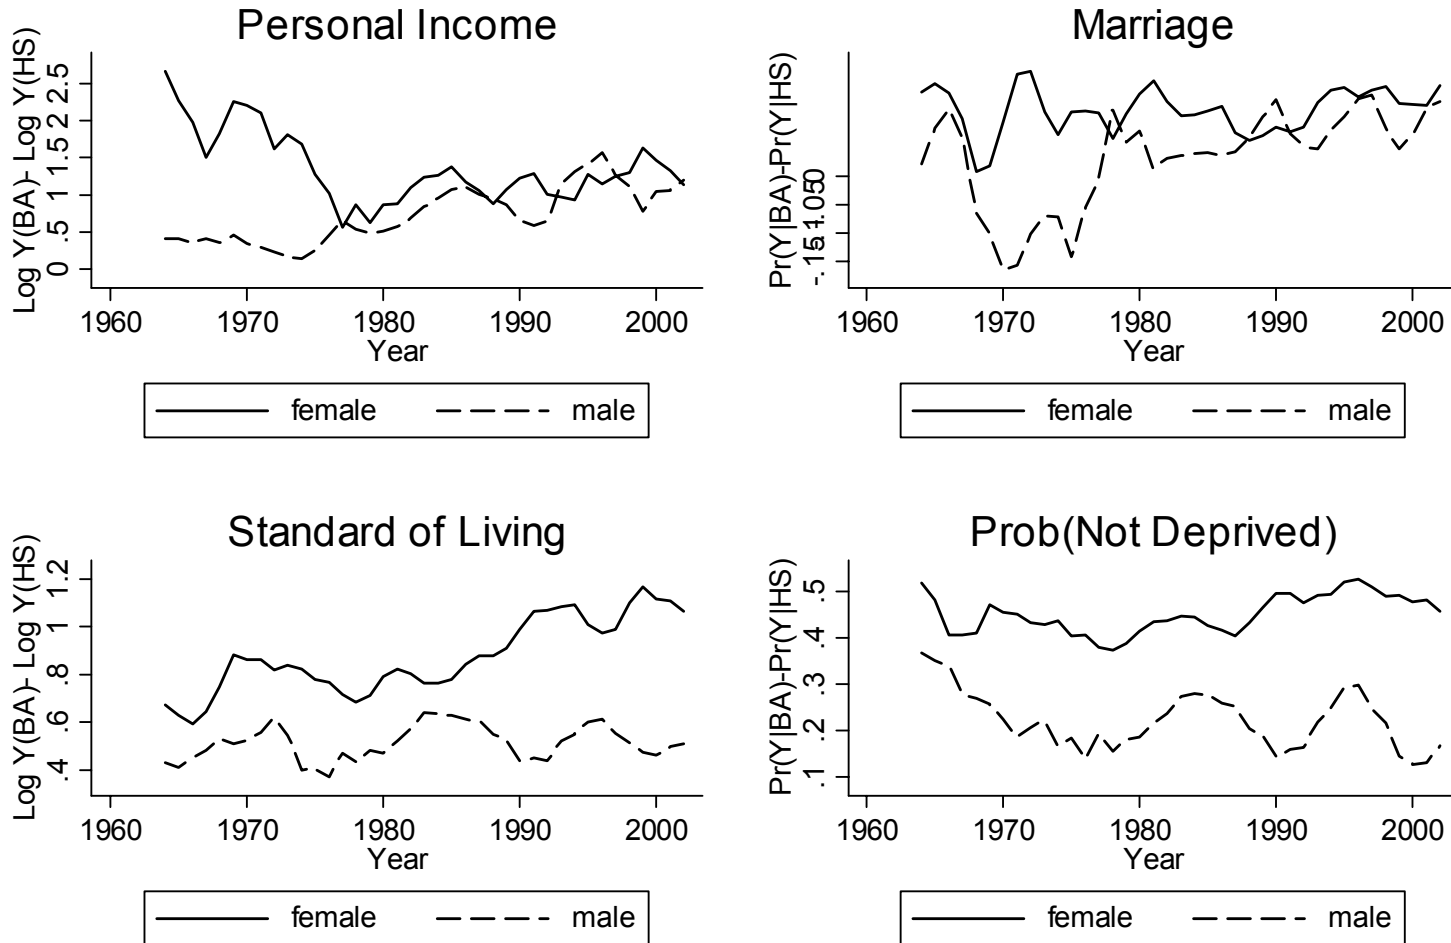 Personal Income
Log Y(BA)- Log Y(HS)
0 .5 1 1.5 2 2.5
1960 1970 1980 1990 2000
Year
female male
Marriage
Pr(Y|BA)-Pr(Y|HS)
1960 1970 1980 1990 2000
Year
female male
Standard of Living
Log Y(BA)- Log Y(HS)
.4 .6 .8 1 1.2
1960 1970 1980 1990 2000
Year
female male
Prob(Not Deprived)
Pr(Y|BA)-Pr(Y|HS)
.1 .2 .3 .4 .5
1960 1970 1980 1990 2000
Year
female male